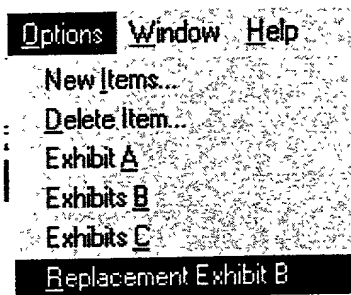 Options Window Help
New Items...
Delete Item...
Exhibit A
Exhibits B
Exhibits C
Replacement Exhibit B